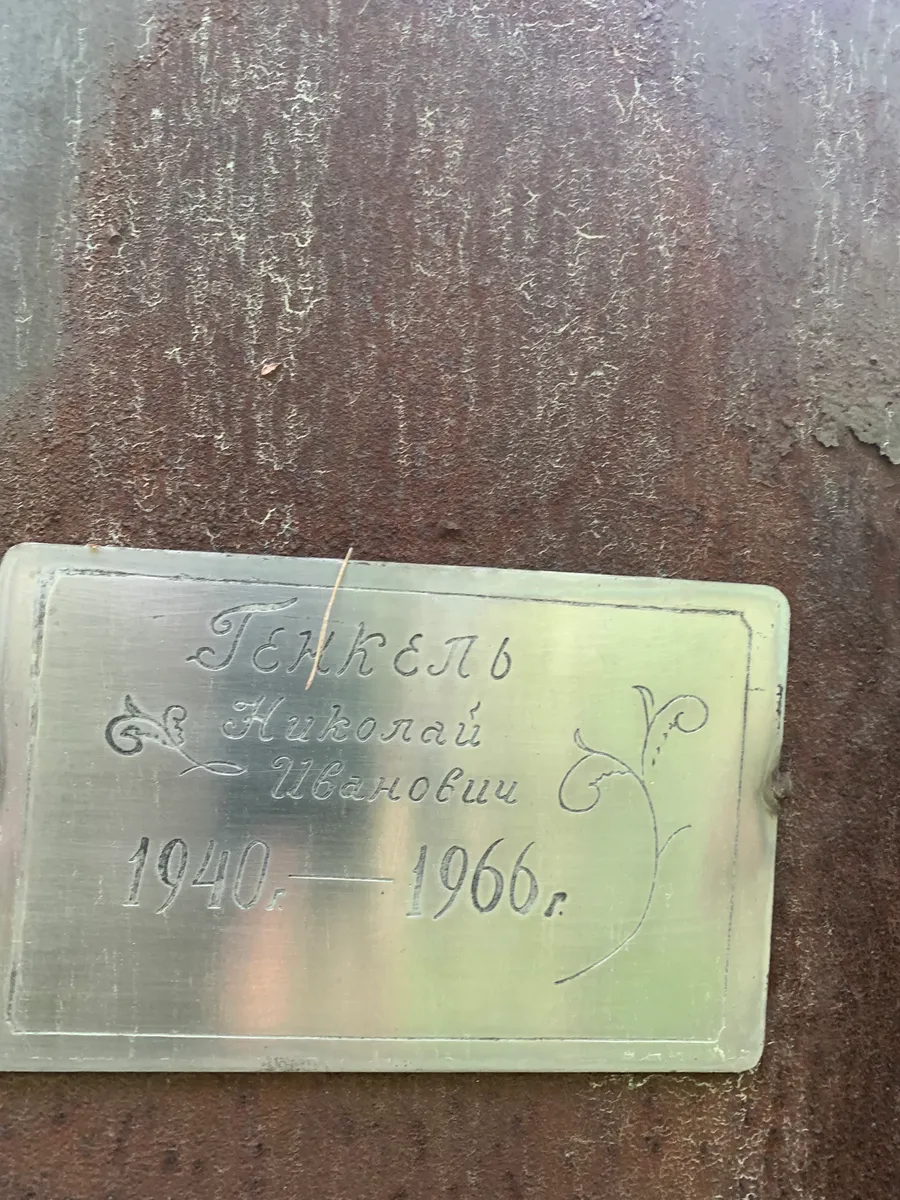 Генкель
Николай
Иванович
1940г. — 1966г.